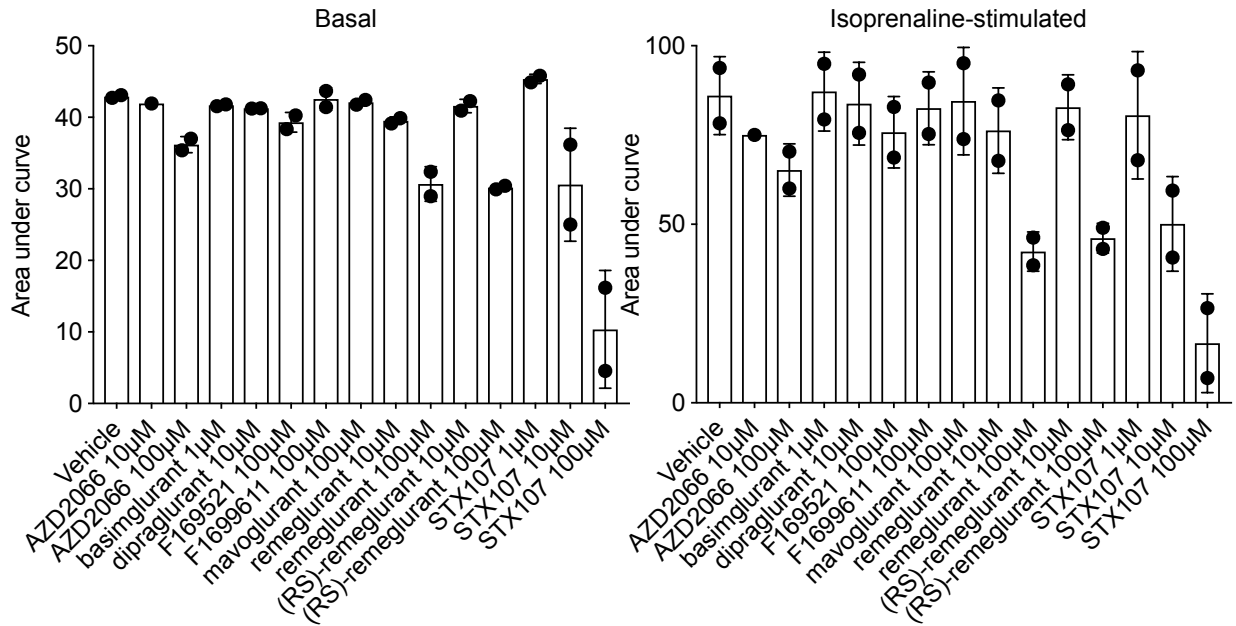 Basal
Area under curve
50
40
30
20
10
0
Vehicle
AZD2066 10µM
AZD2066 100µM
basimglurant 1µM
dipraglurant 10µM
F169521 100µM
F1699611 100µM
mavoglurant 100µM
remeglurant 10µM
remeglurant 100µM
(RS)-remeglurant 10µM
(RS)-remeglurant 100µM
STX107 1µM
STX107 10µM
STX107 100µM
Isoprenaline-stimulated
Area under curve
100
50
0
Vehicle
AZD2066 10µM
AZD2066 100µM
basimglurant 1µM
dipraglurant 10µM
F169521 100µM
F1699611 100µM
mavoglurant 100µM
remeglurant 10µM
remeglurant 100µM
(RS)-remeglurant 10µM
(RS)-remeglurant 100µM
STX107 1µM
STX107 10µM
STX107 100µM